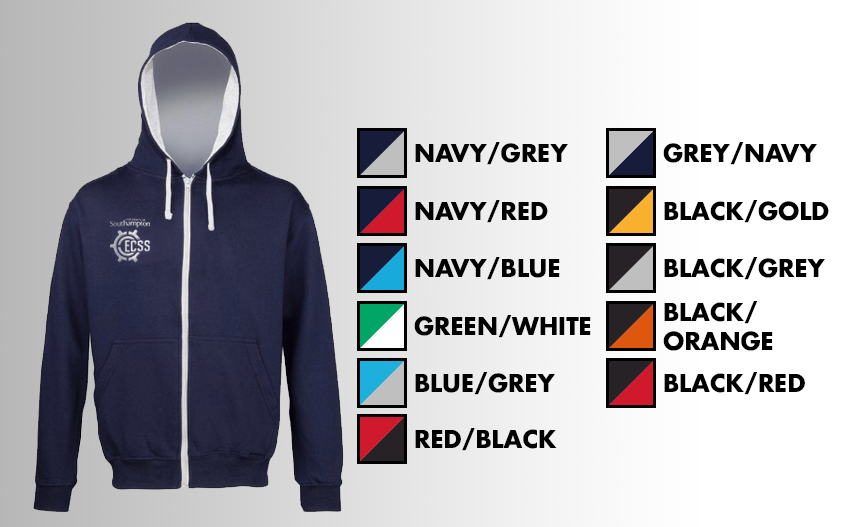 Southampton
ECSS
NAVY/GREY
NAVY/RED
NAVY/BLUE
GREEN/WHITE
BLUE/GREY
RED/BLACK
GREY/NAVY
BLACK/GOLD
BLACK/GREY
BLACK/
ORANGE
BLACK/RED